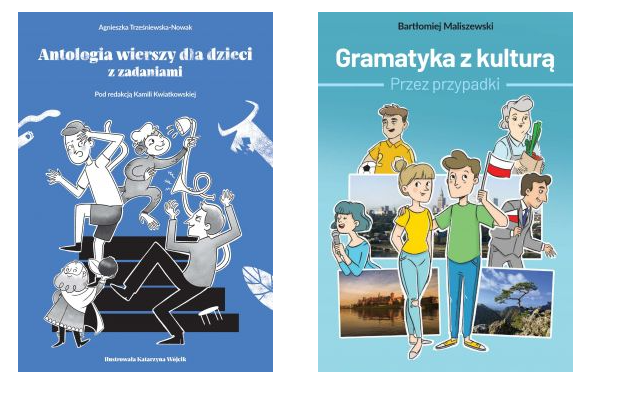 Agnieszka Trześniewska-Nowak
Antologia wierszy dla dzieci
z zadaniami
Pod redakcją Kamili Kwiatkowskiej
Ilustrowała Katarzyna Wójcik
Bartłomiej Maliszewski
Gramatyka z kulturą
Przez przypadki